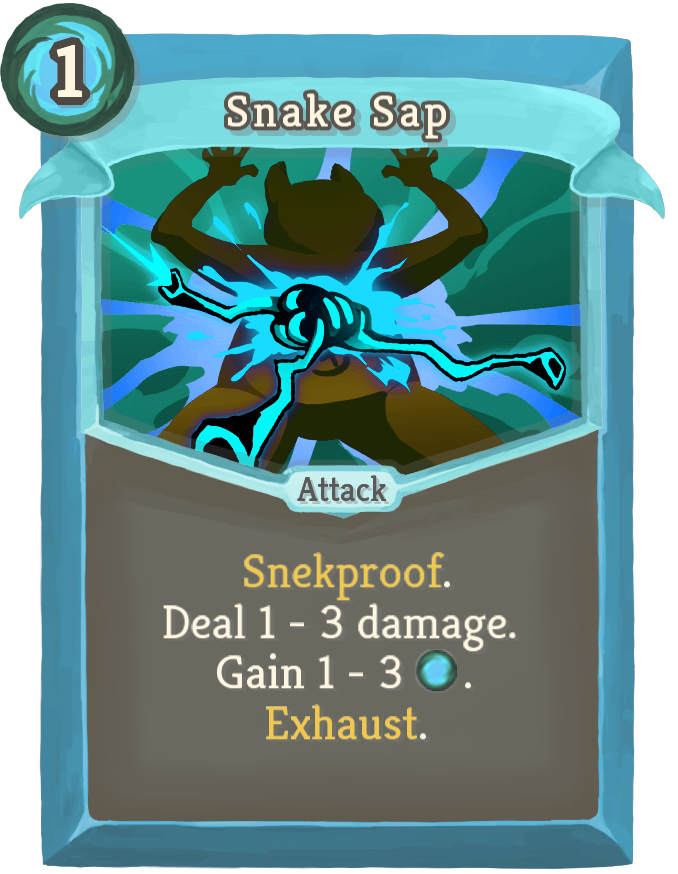 1
Snake Sap
Attack
Snekproof.
Deal 1 - 3 damage.
Gain 1 - 3 .
Exhaust.